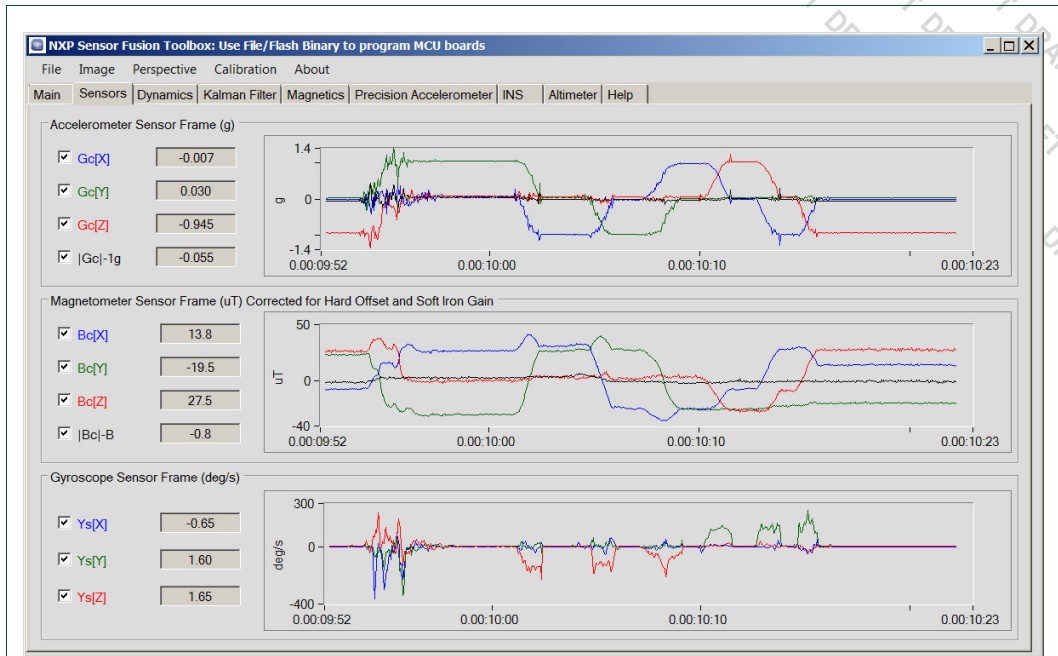 NXP Sensor Fusion Toolbox: Use File/Flash Binary to program MCU boards
File Image Perspective Calibration About
Main Sensors Dynamics Kalman Filter Magnetics Precision Accelerometer INS Altimeter Help
Accelerometer Sensor Frame (g)
Gc[X] -0.007
Gc[Y] 0.030
Gc[Z] -0.945
|Gc|-1g -0.055
g
1.4
0
-1.4
0.00:09:52 0.00:10:00 0.00:10:10 0.00:10:23
Magnetometer Sensor Frame (uT) Corrected for Hard Offset and Soft Iron Gain
Bc[X] 13.8
Bc[Y] -19.5
Bc[Z] 27.5
|Bc|-B -0.8
uT
50
0
-40
0.00:09:52 0.00:10:00 0.00:10:10 0.00:10:23
Gyroscope Sensor Frame (deg/s)
Ys[X] -0.65
Ys[Y] 1.60
Ys[Z] 1.65
deg/s
300
0
-400
0.00:09:52 0.00:10:00 0.00:10:10 0.00:10:23